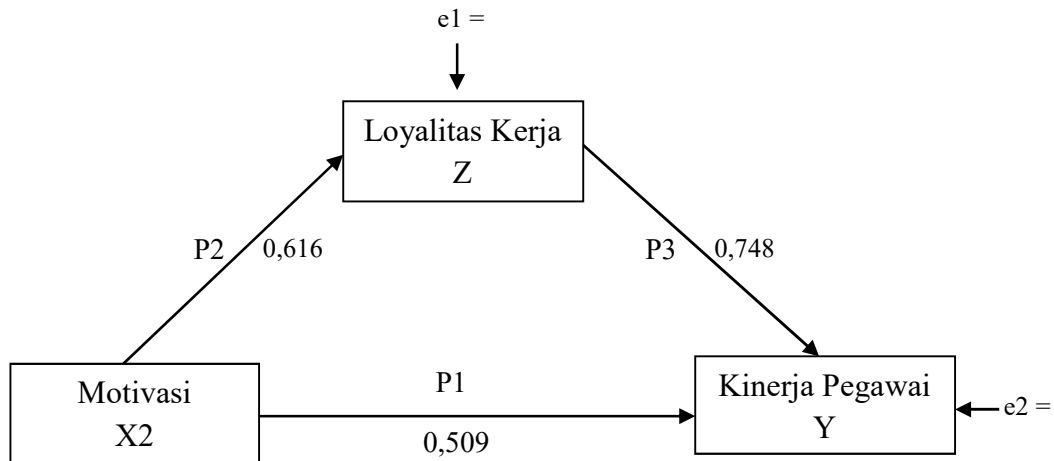 e1 =
Loyalitas Kerja
Z
P2 0,616
P3 0,748
Motivasi
X2
P1
0,509
Kinerja Pegawai
Y
e2 =